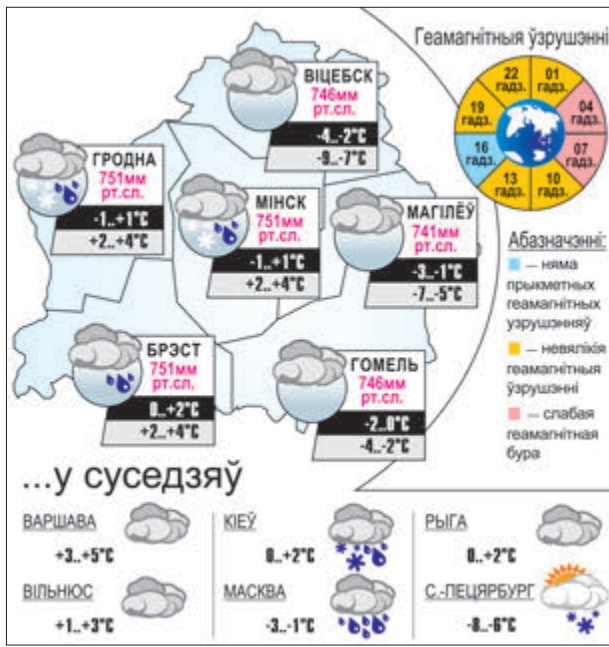 Геамагнітныя ўзрушэнні
22 гадз.
01 гадз.
04 гадз.
07 гадз.
10 гадз.
13 гадз.
16 гадз.
19 гадз.
ВІЦЕБСК
746мм
рт.сл.
-4..-2°C
-9..-7°C
ГРОДНА
751мм
рт.сл.
-1..+1°C
+2..+4°C
МІНСК
751мм
рт.сл.
-1..+1°C
+2..+4°C
МАГІЛЁЎ
741мм
рт.сл.
-3..-1°C
-7..-5°C
БРЭСТ
751мм
рт.сл.
0..+2°C
+2..+4°C
ГОМЕЛЬ
746мм
рт.сл.
-2..0°C
-4..-2°C
Абазначэнні:
— няма
прыкметных
геамагнітных
узрушэнняў
— невялікія
геамагнітныя
ўзрушэнні
— слабая
геамагнітная
бура
...у суседзяў
ВАРШАВА
+3..+5°C
КІЕЎ
0..+2°C
РЫГА
0..+2°C
ВІЛЬНЮС
+1..+3°C
МАСКВА
-3..-1°C
С.-ПЕЦЯРБУРГ
-8..-6°C